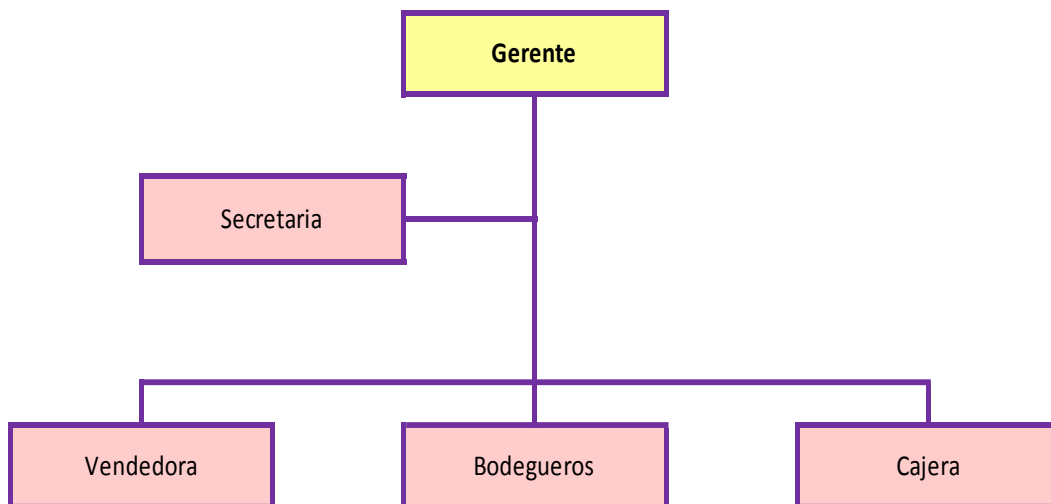 Gerente
Secretaria
Vendedora
Bodegueros
Cajera